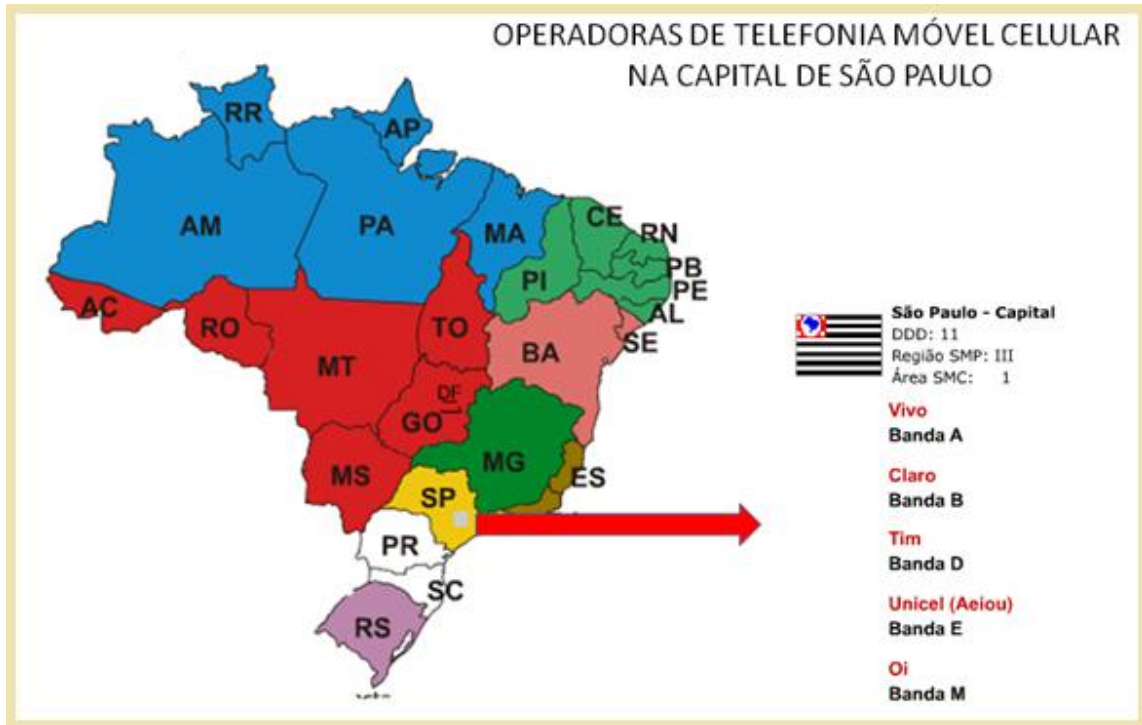 OPERADORAS DE TELEFONIA MÓVEL CELULAR
NA CAPITAL DE SÃO PAULO
RR
AP
AM
PA
MA
CE
RN
PI
PB
PE
AL
AC
RO
TO
SE
MT
BA
DF
GO
MS
MG
ES
SP
PR
SC
RS
São Paulo - Capital
DDD: 11
Região SMP: III
Área SMC: 1
Vivo
Banda A
Claro
Banda B
Tim
Banda D
Unicel (Aeiou)
Banda E
Oi
Banda M